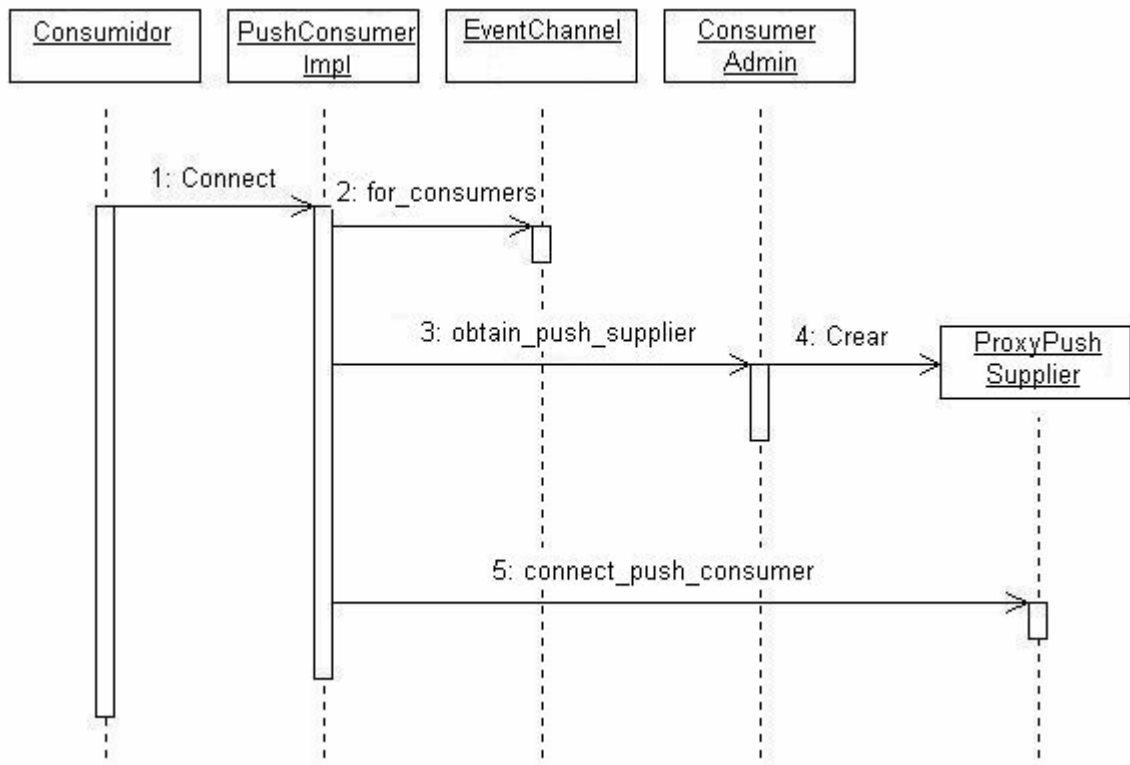 Consumidor
PushConsumer
Impl
EventChannel
Consumer
Admin
1: Connect
2: for_consumers
3: obtain_push_supplier
4: Crear
ProxyPush
Supplier
5: connect_push_consumer